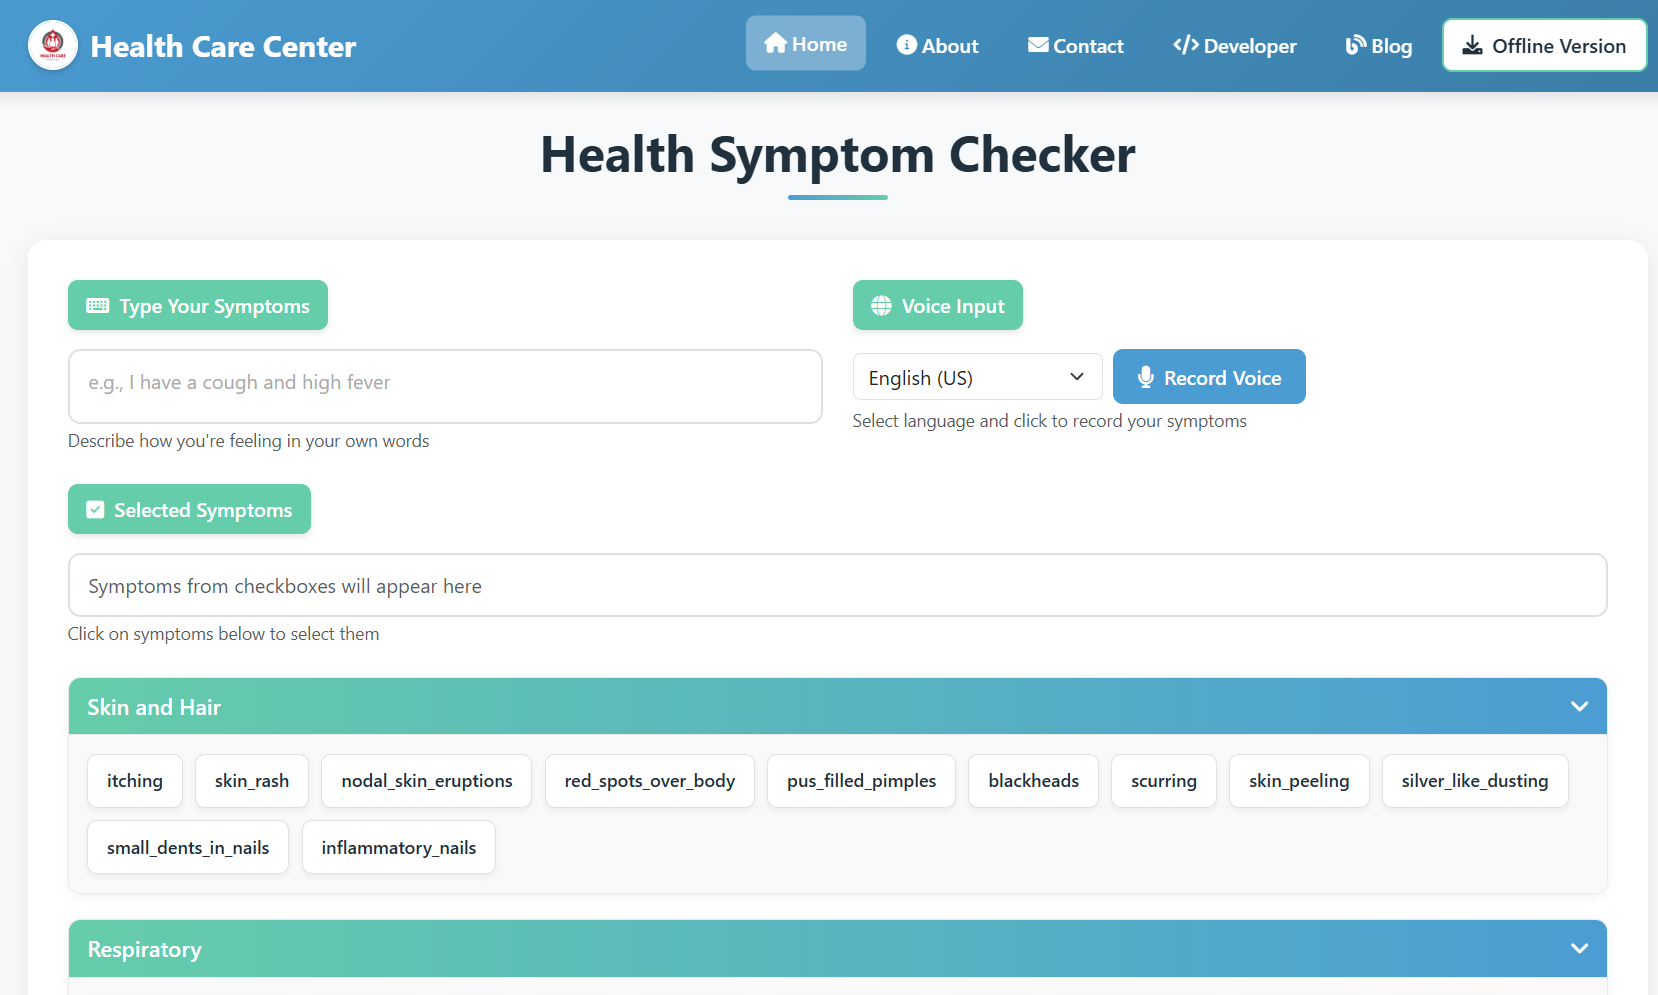 HEALTH CARE
Health Care Center
Home
About
Contact
Developer
Blog
Offline Version
Health Symptom Checker
Type Your Symptoms
Voice Input
e.g., I have a cough and high fever
English (US)
Record Voice
Describe how you're feeling in your own words
Select language and click to record your symptoms
Selected Symptoms
Symptoms from checkboxes will appear here
Click on symptoms below to select them
Skin and Hair
itching
skin_rash
nodal_skin_eruptions
red_spots_over_body
pus_filled_pimples
blackheads
scurring
skin_peeling
silver_like_dusting
small_dents_in_nails
inflammatory_nails
Respiratory